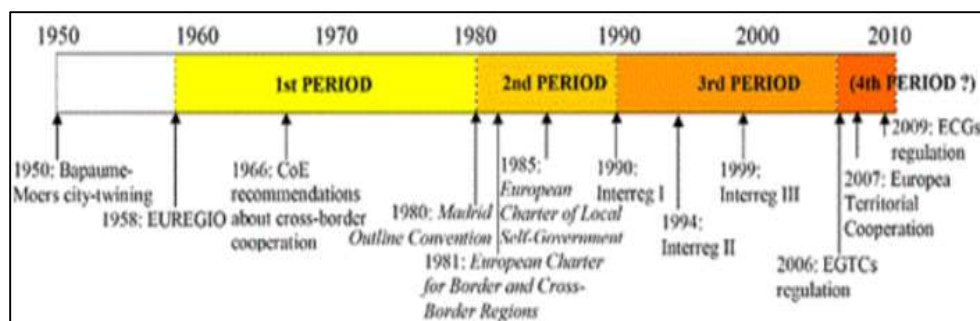 1950 1960 1970 1980 1990 2000 2010
1st PERIOD 2nd PERIOD 3rd PERIOD (4th PERIOD ?)
1950: Bapaume-
Moers city-twining
1958: EUREGIO
1966: CoE
recommendations
about cross-border
cooperation
1980: Madrid
Outline Convention
1981: European Charter
for Border and Cross-
Border Regions
1985:
European
Charter of Local
Self-Government
1990:
Interreg I
1994:
Interreg II
1999:
Interreg III
2006: EGTCs
regulation
2007: Europea
Territorial
Cooperation
2009: ECGs
regulation